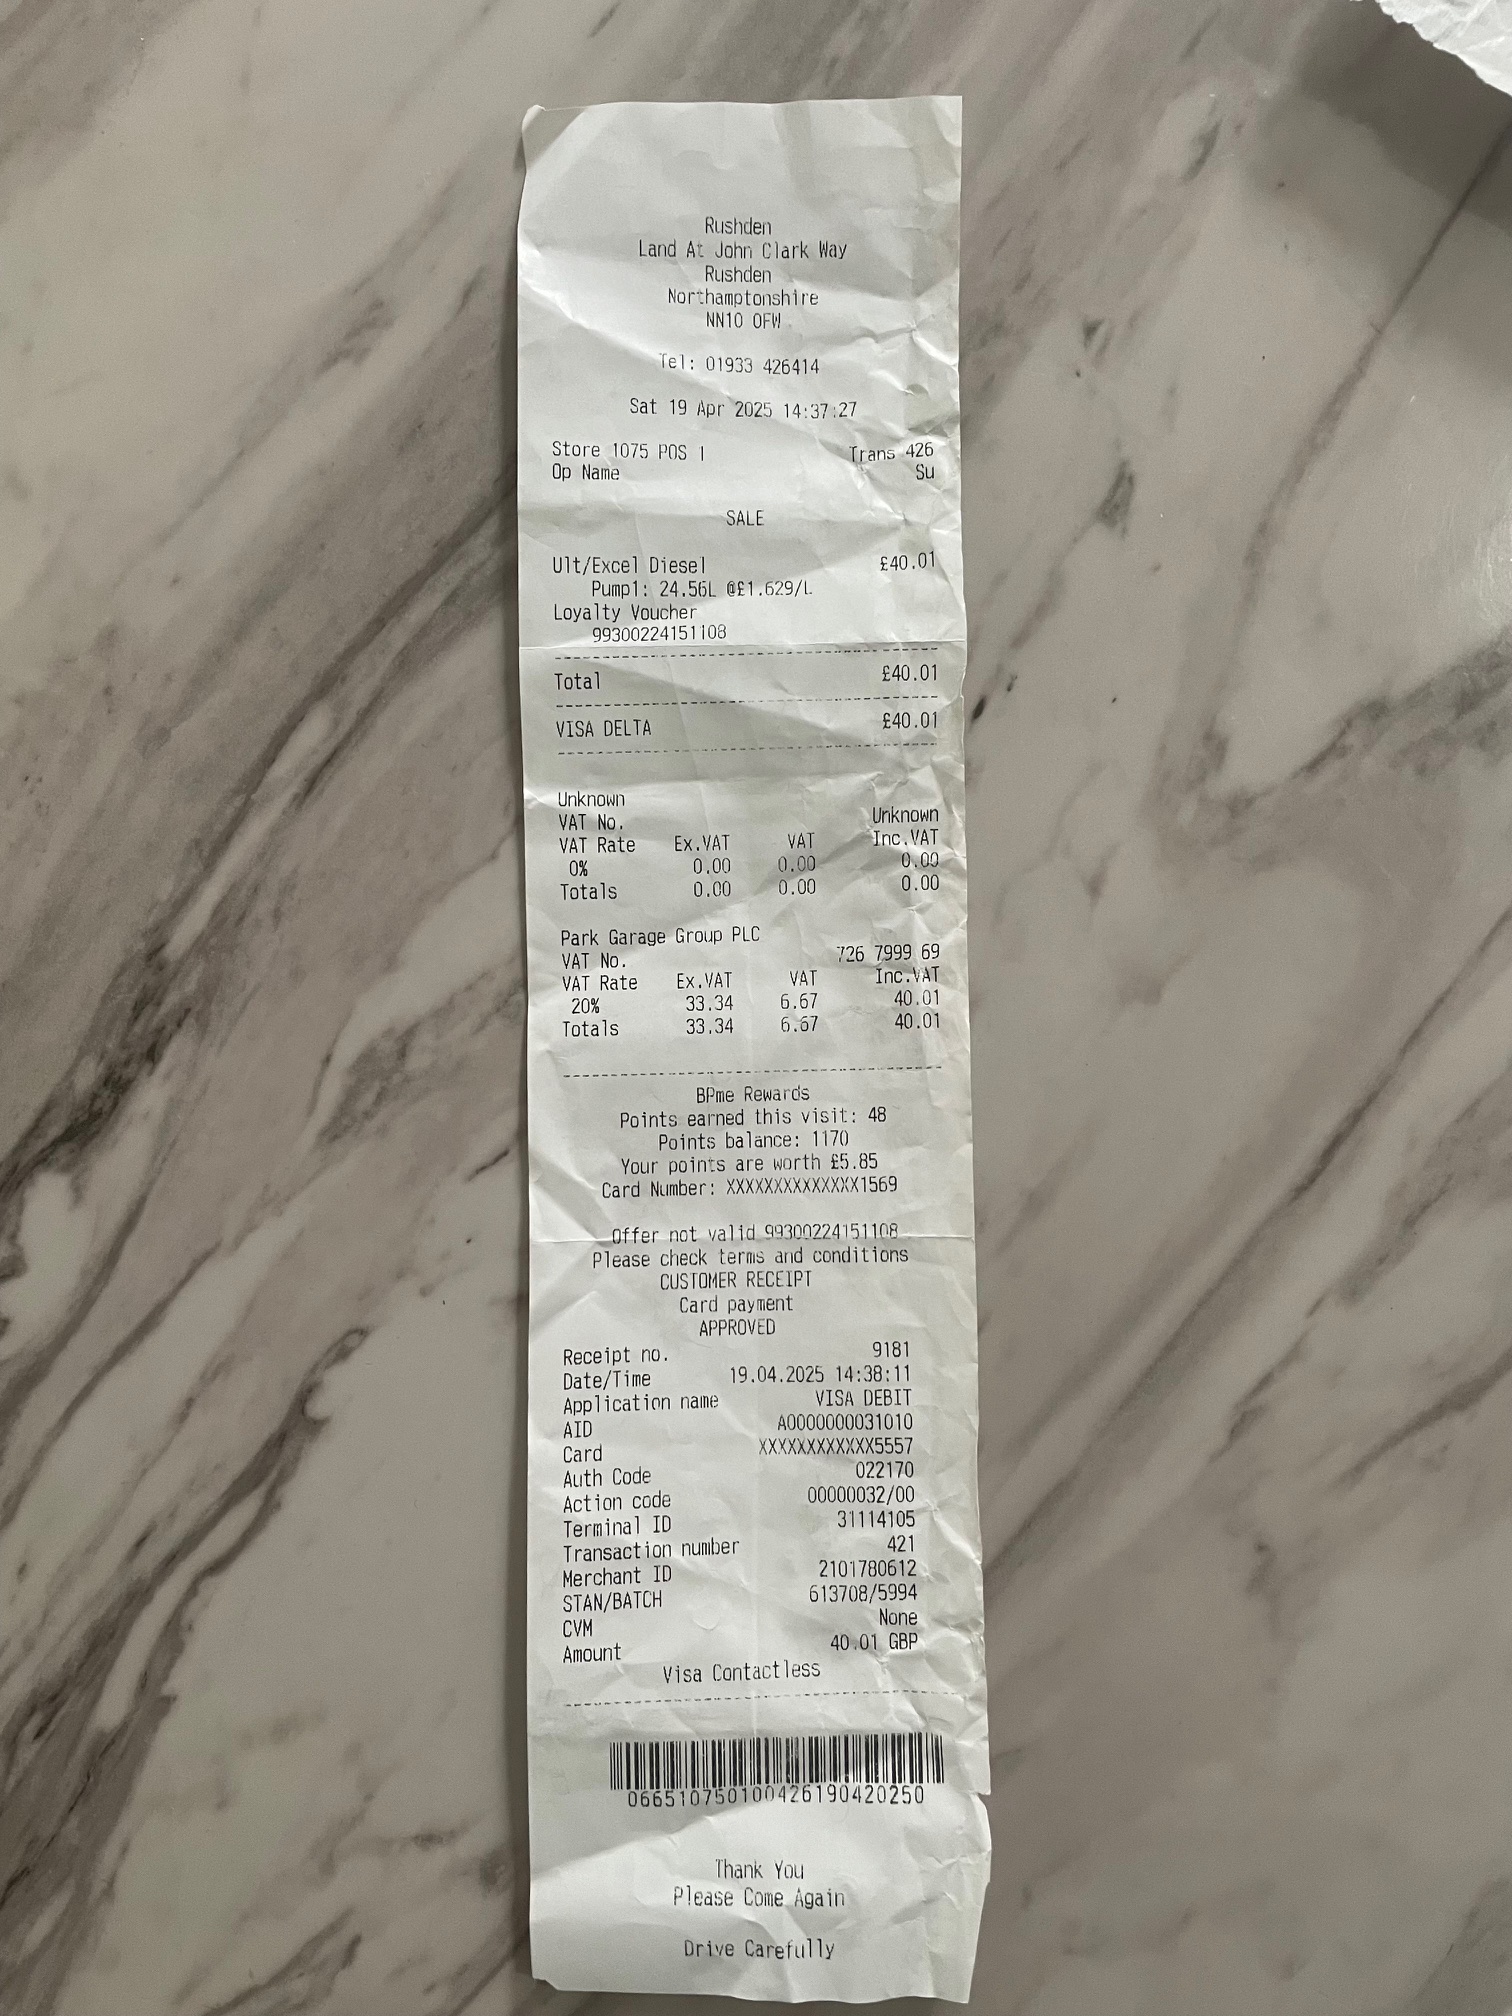 Rushden
Land At John Clark Way
Rushden
Northamptonshire
NN10 0FW
Tel: 01933 426414
Sat 19 Apr 2025 14:37:27
Store 1075 POS 1 Trans 426
Op Name Su
SALE
Ult/Excel Diesel £40.01
Pump1: 24.56L @£1.629/L
Loyalty Voucher
99300224151108
Total £40.01
VISA DELTA £40.01
Unknown
VAT No. Unknown
VAT Rate Ex.VAT VAT Inc.VAT
0% 0.00 0.00 0.00
Totals 0.00 0.00 0.00
Park Garage Group PLC
VAT No. 726 7999 69
VAT Rate Ex.VAT VAT Inc.VAT
20% 33.34 6.67 40.01
Totals 33.34 6.67 40.01
BPme Rewards
Points earned this visit: 48
Points balance: 1170
Your points are worth £5.85
Card Number: XXXXXXXXXXXXXX1569
Offer not valid 99300224151108
Please check terms and conditions
CUSTOMER RECEIPT
Card payment
APPROVED
Receipt no. 9181
Date/Time 19.04.2025 14:38:11
Application name VISA DEBIT
AID A0000000031010
Card XXXXXXXXXXXX5557
Auth Code 022170
Action code 00000032/00
Terminal ID 31114105
Transaction number 421
Merchant ID 2101780612
STAN/BATCH 613708/5994
CVM None
Amount 40.01 GBP
Visa Contactless
0665107501004261904 20250
Thank You
Please Come Again
Drive Carefully